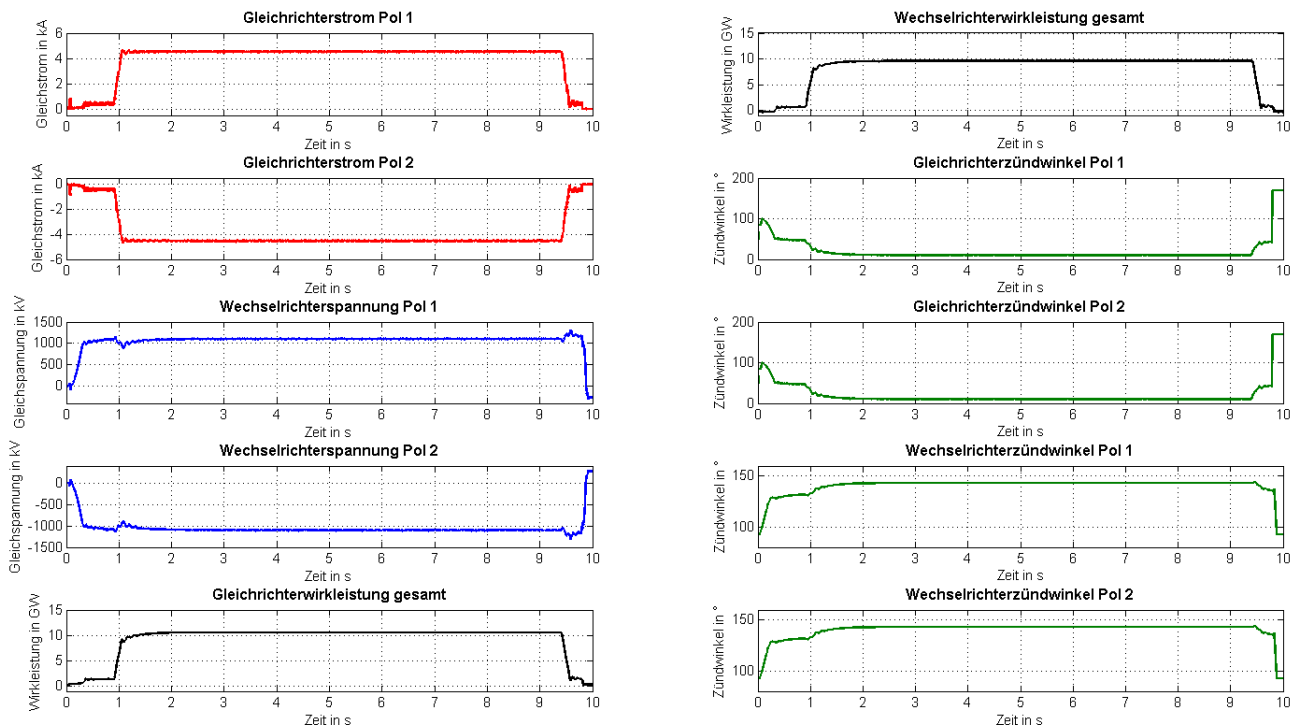 Gleichrichterstrom Pol 1
Gleichstrom in kA
6
4
2
0
0 1 2 3 4 5 6 7 8 9 10
Zeit in s
Gleichrichterstrom Pol 2
Gleichstrom in kA
0
-2
-4
-6
0 1 2 3 4 5 6 7 8 9 10
Zeit in s
Wechselrichterspannung Pol 1
Gleichspannung in kV
1500
1000
500
0
0 1 2 3 4 5 6 7 8 9 10
Zeit in s
Wechselrichterspannung Pol 2
Gleichspannung in kV
0
-500
-1000
-1500
0 1 2 3 4 5 6 7 8 9 10
Zeit in s
Gleichrichterwirkleistung gesamt
Wirkleistung in GW
15
10
5
0
0 1 2 3 4 5 6 7 8 9 10
Zeit in s
Wechselrichterwirkleistung gesamt
Wirkleistung in GW
15
10
5
0
0 1 2 3 4 5 6 7 8 9 10
Zeit in s
Gleichrichterzündwinkel Pol 1
Zündwinkel in °
200
100
0
0 1 2 3 4 5 6 7 8 9 10
Zeit in s
Gleichrichterzündwinkel Pol 2
Zündwinkel in °
200
100
0
0 1 2 3 4 5 6 7 8 9 10
Zeit in s
Wechselrichterzündwinkel Pol 1
Zündwinkel in °
150
100
0 1 2 3 4 5 6 7 8 9 10
Zeit in s
Wechselrichterzündwinkel Pol 2
Zündwinkel in °
150
100
0 1 2 3 4 5 6 7 8 9 10
Zeit in s